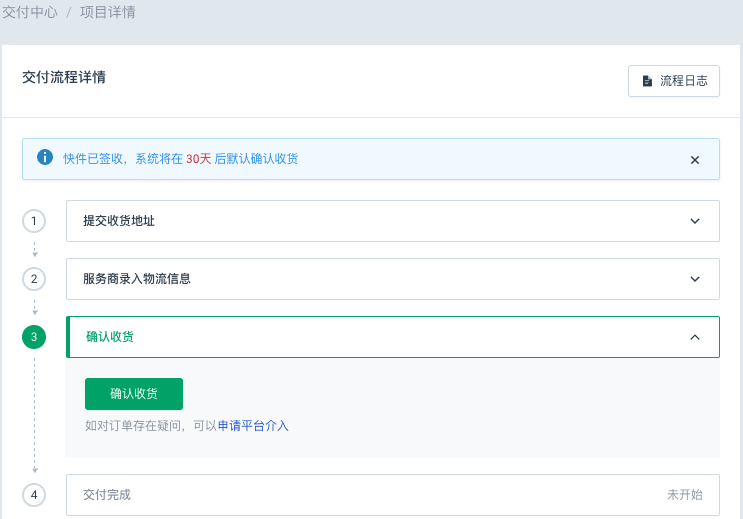 交付中心 / 项目详情
交付流程详情
流程日志
快件已签收，系统将在 30天 后默认确认收货
1
提交收货地址
2
服务商录入物流信息
3
确认收货
确认收货
如对订单存在疑问，可以申请平台介入
4
交付完成
未开始